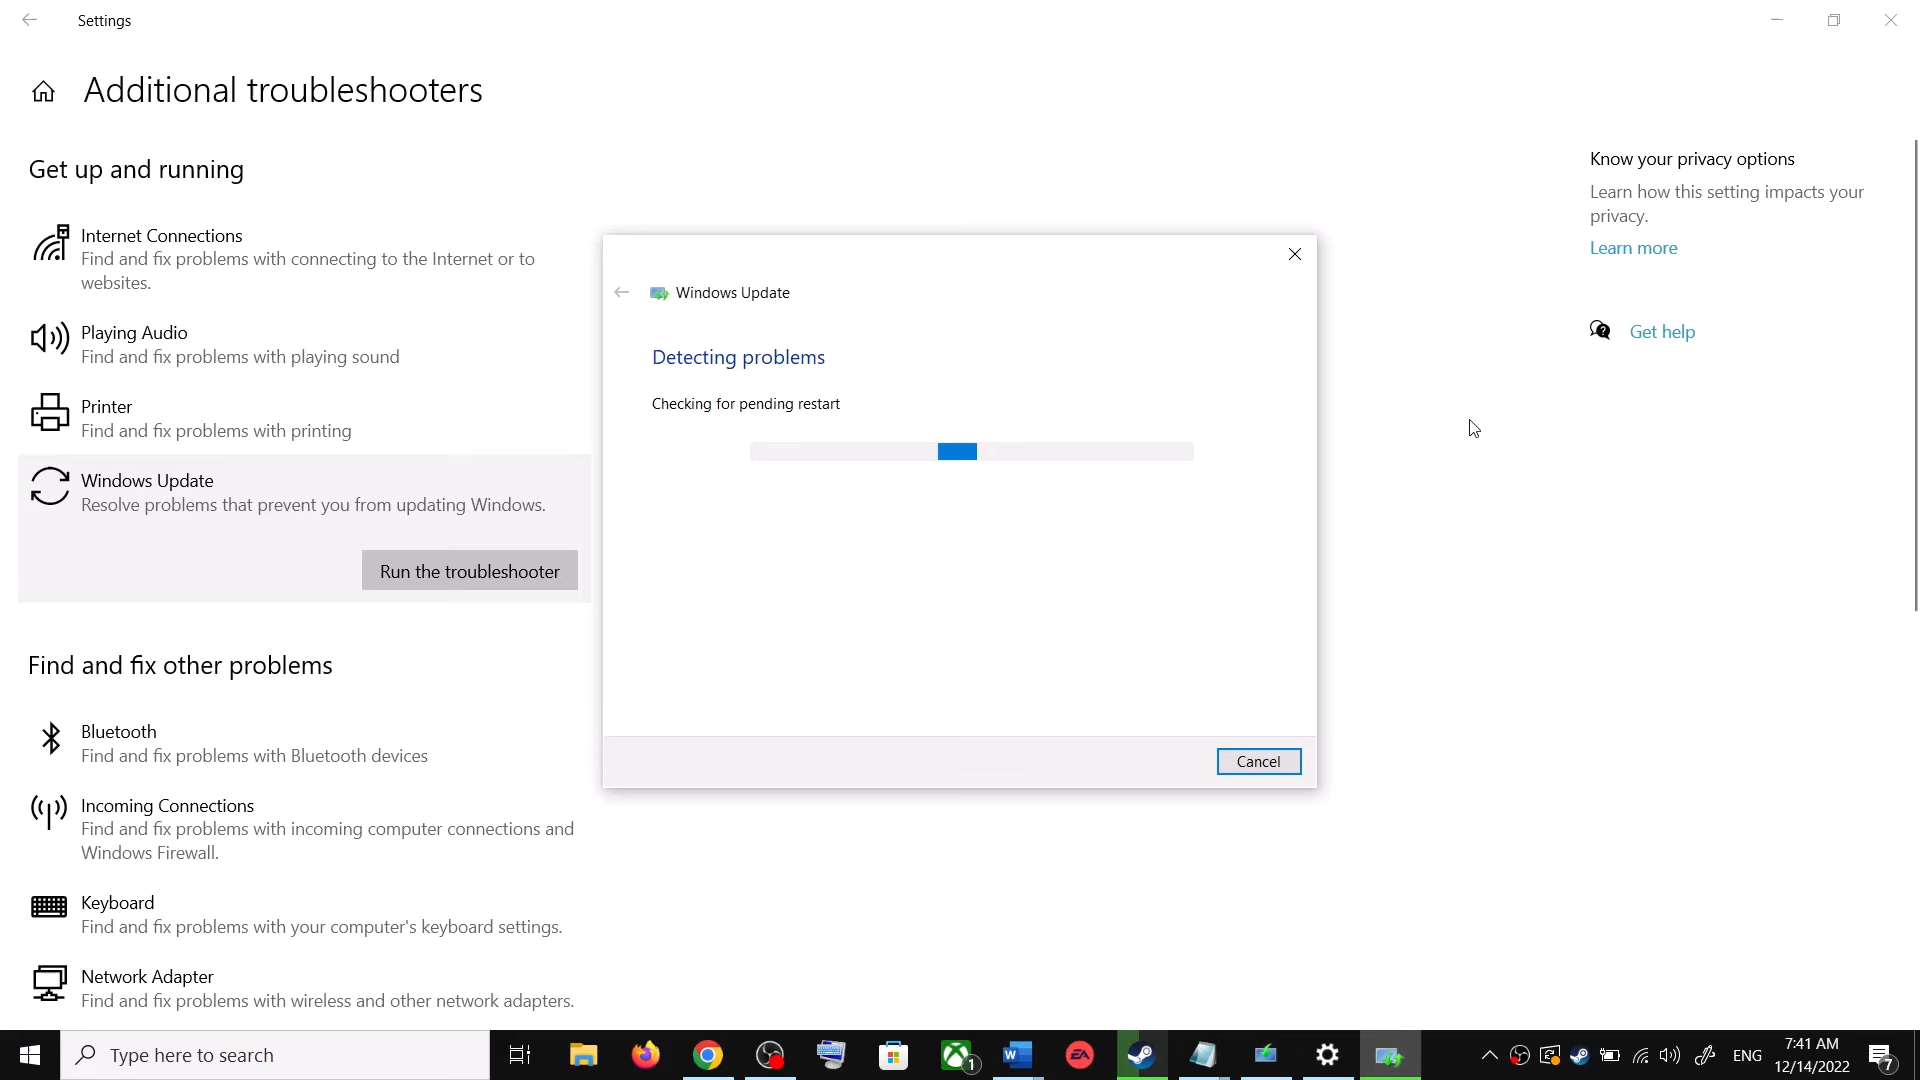 Settings
Additional troubleshooters
Get up and running
Internet Connections
Find and fix problems with connecting to the Internet or to
websites.
Playing Audio
Find and fix problems with playing sound
Printer
Find and fix problems with printing
Windows Update
Resolve problems that prevent you from updating Windows.
Run the troubleshooter
Find and fix other problems
Bluetooth
Find and fix problems with Bluetooth devices
Incoming Connections
Find and fix problems with incoming computer connections and
Windows Firewall.
Keyboard
Find and fix problems with your computer's keyboard settings.
Network Adapter
Find and fix problems with wireless and other network adapters.
Windows Update
Detecting problems
Checking for pending restart
Cancel
Know your privacy options
Learn how this setting impacts your
privacy.
Learn more
Get help
Type here to search
1
W
EA
ENG
7:41 AM
12/14/2022
7